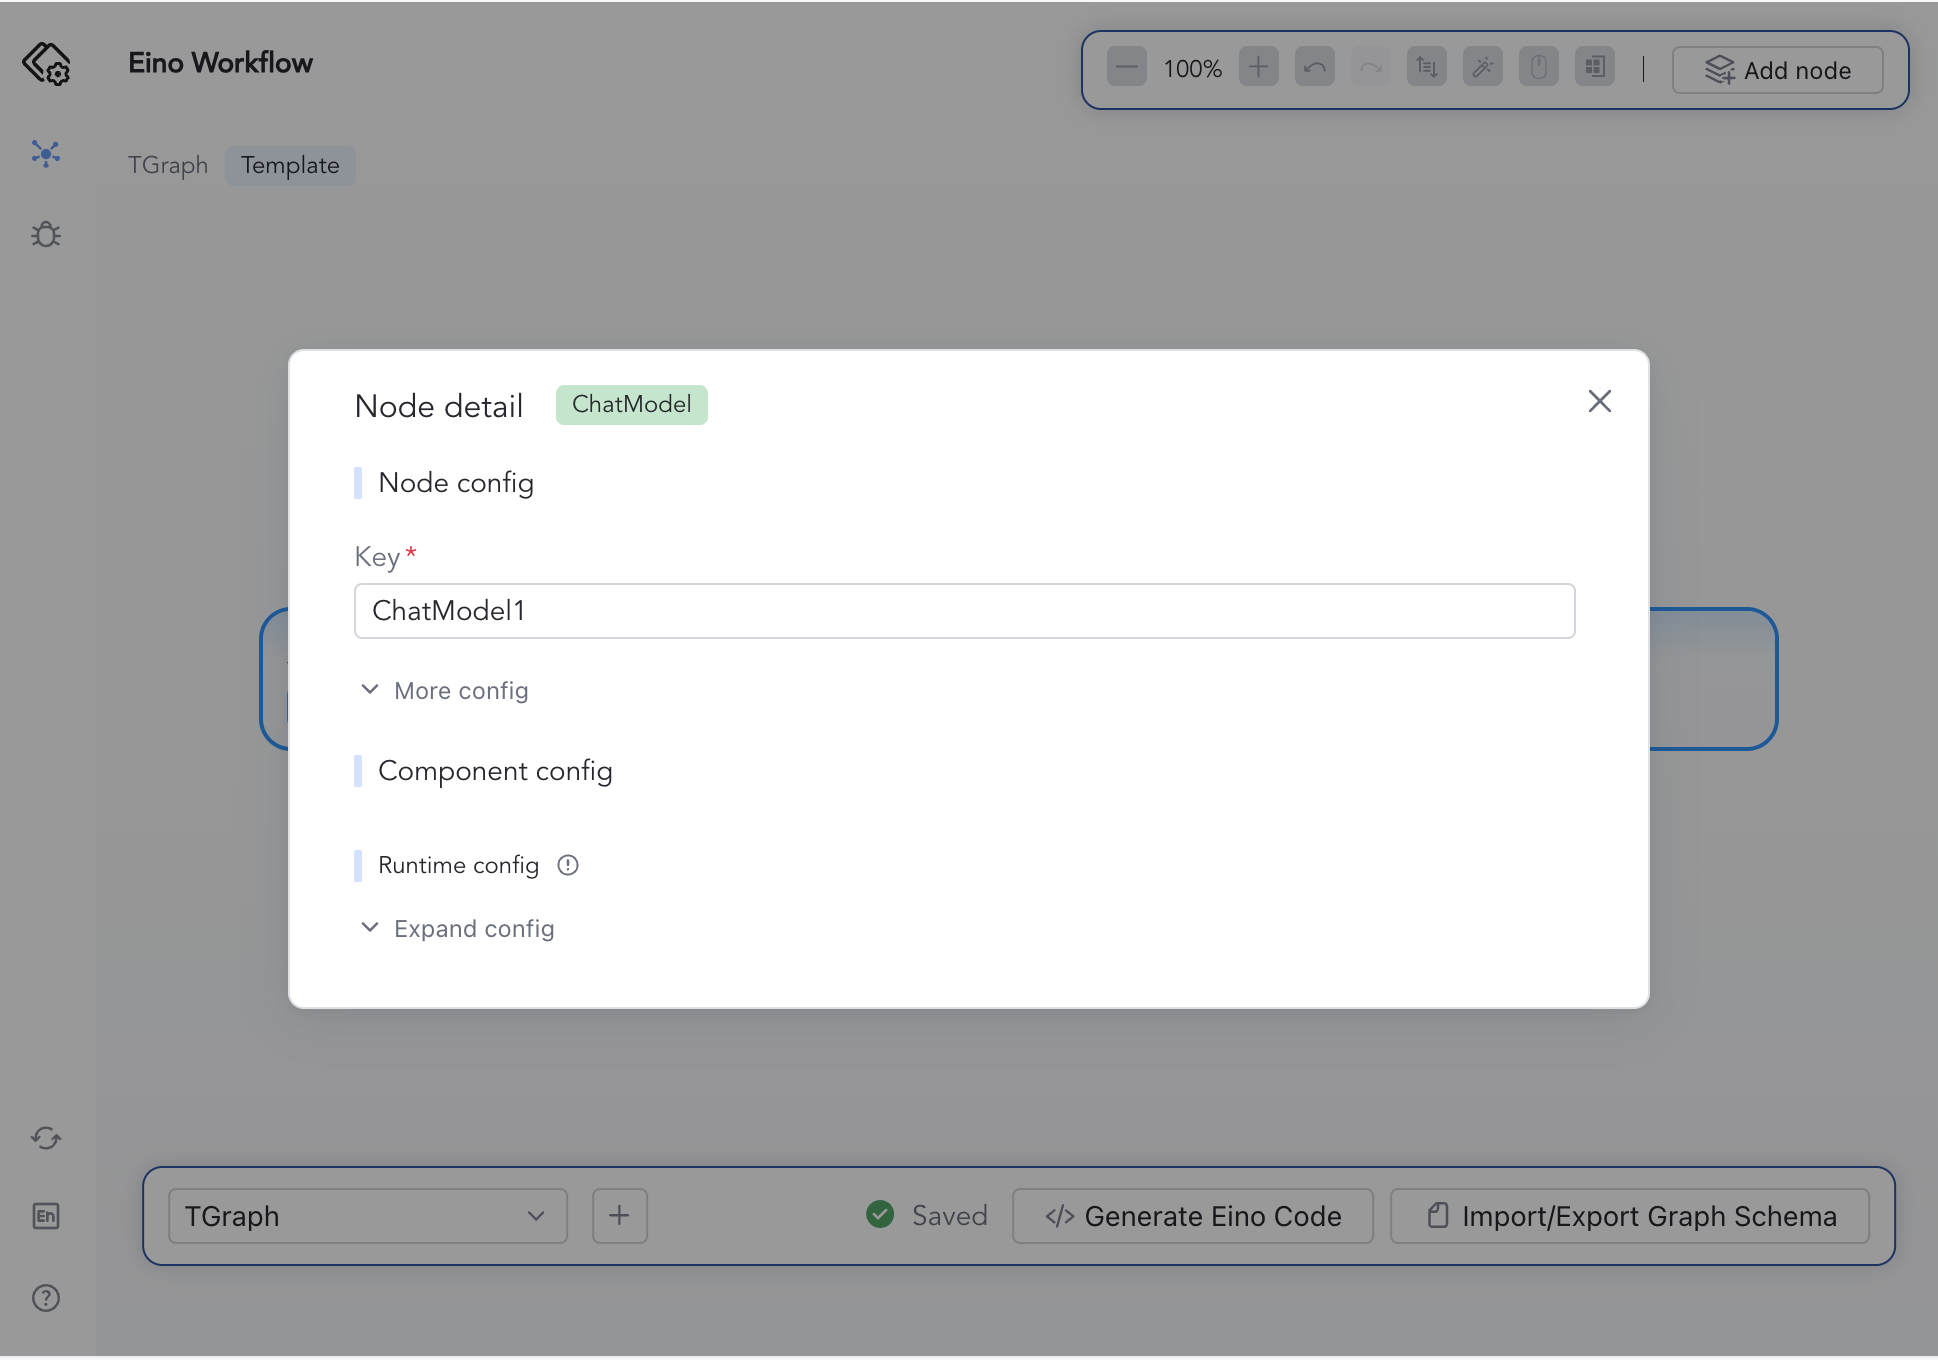 Eino Workflow
100%
Add node
TGraph Template
Node detail ChatModel
Node config
Key *
ChatModel1
More config
Component config
Runtime config
Expand config
TGraph
Saved
</> Generate Eino Code
Import/Export Graph Schema
En